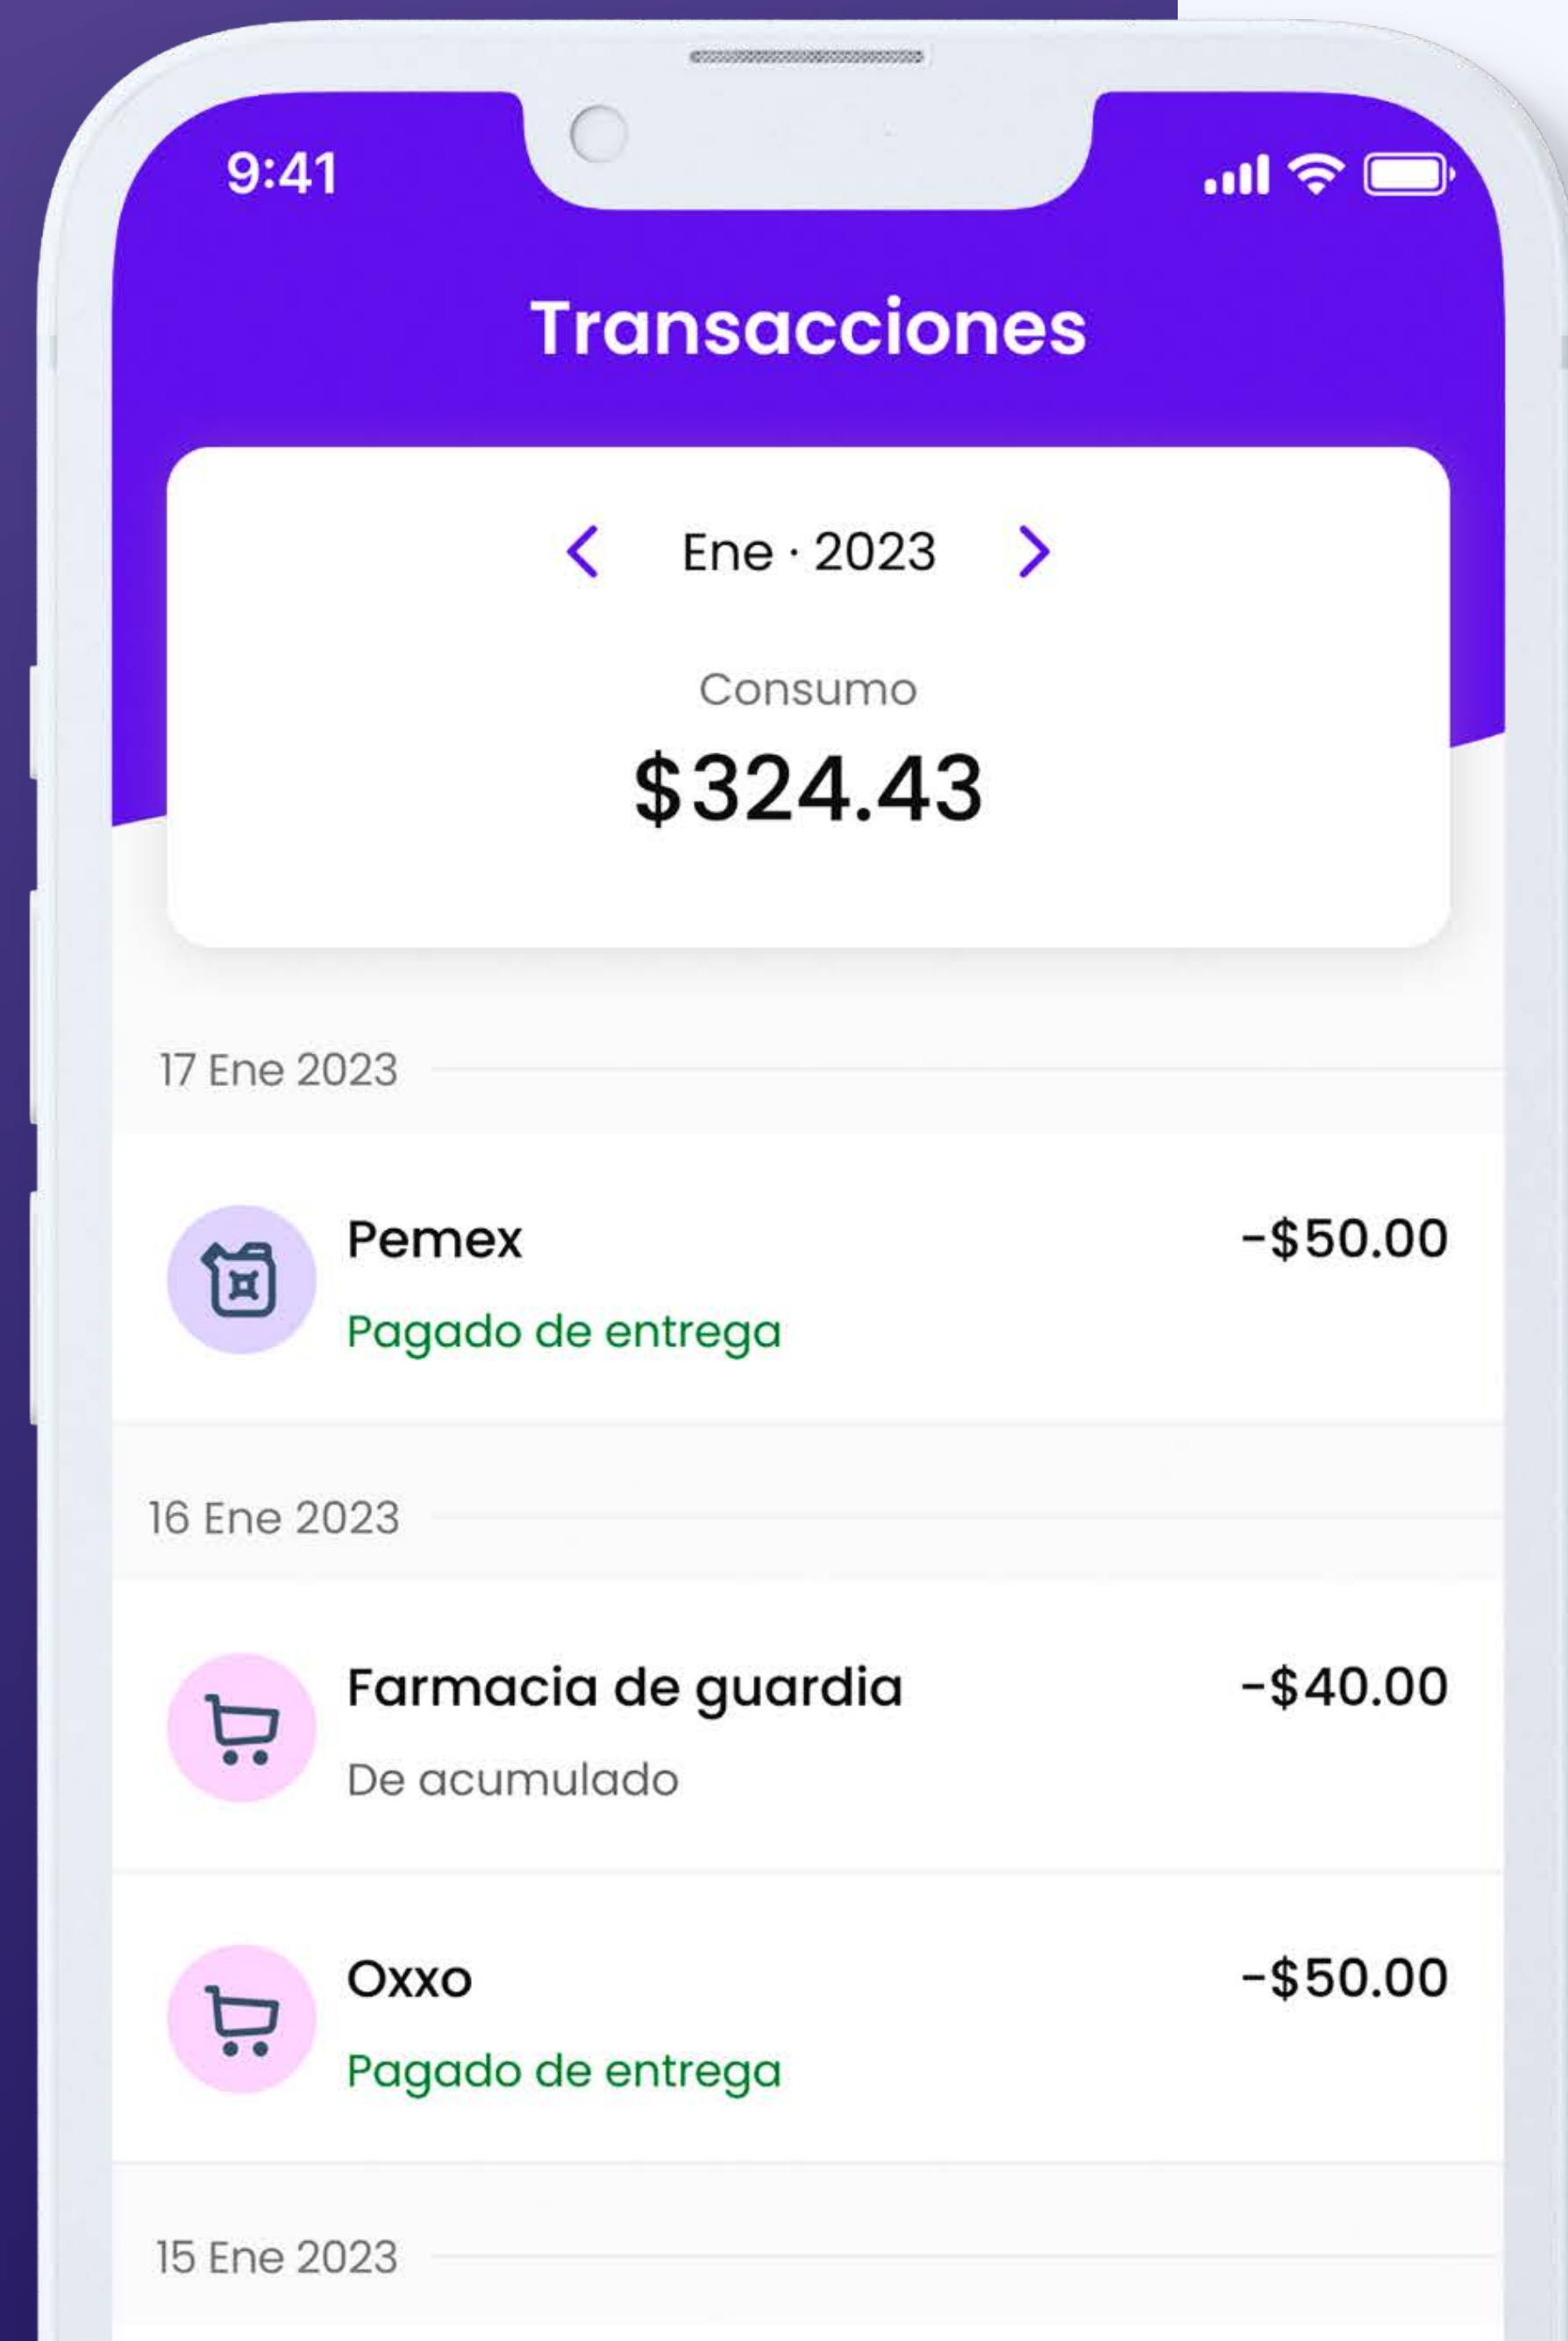 9:41
Transacciones
Ene · 2023
Consumo
$324.43
17 Ene 2023
Pemex
-$50.00
Pagado de entrega
16 Ene 2023
Farmacia de guardia
-$40.00
De acumulado
Oxxo
-$50.00
Pagado de entrega
15 Ene 2023